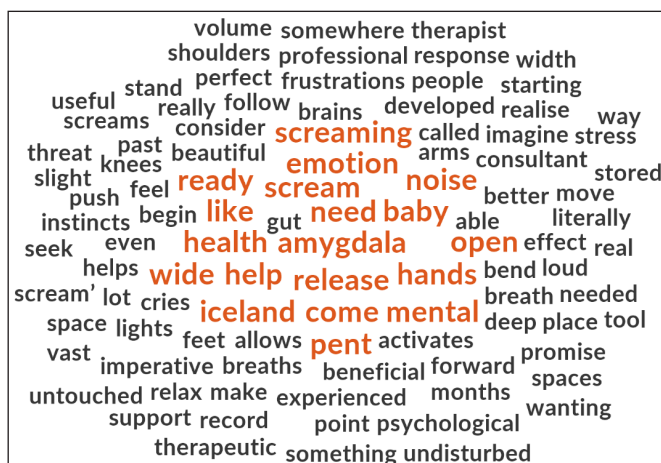 volume somewhere therapist
shoulders professional response width
perfect frustrations people starting
useful stand really follow brains developed realise way
screams consider screaming called imagine stress
threat past beautiful emotion arms consultant
slight knees feel ready scream noise stored
push better move
instincts begin like gut need baby able literally
seek even health amygdala open effect real
helps wide help release hands bend loud
scream’ lot cries breath needed
space lights iceland come mental deep place tool
vast feet allows pent activates promise
imperative breaths beneficial forward spaces
untouched relax make experienced months wanting
support record point psychological
therapeutic something undisturbed